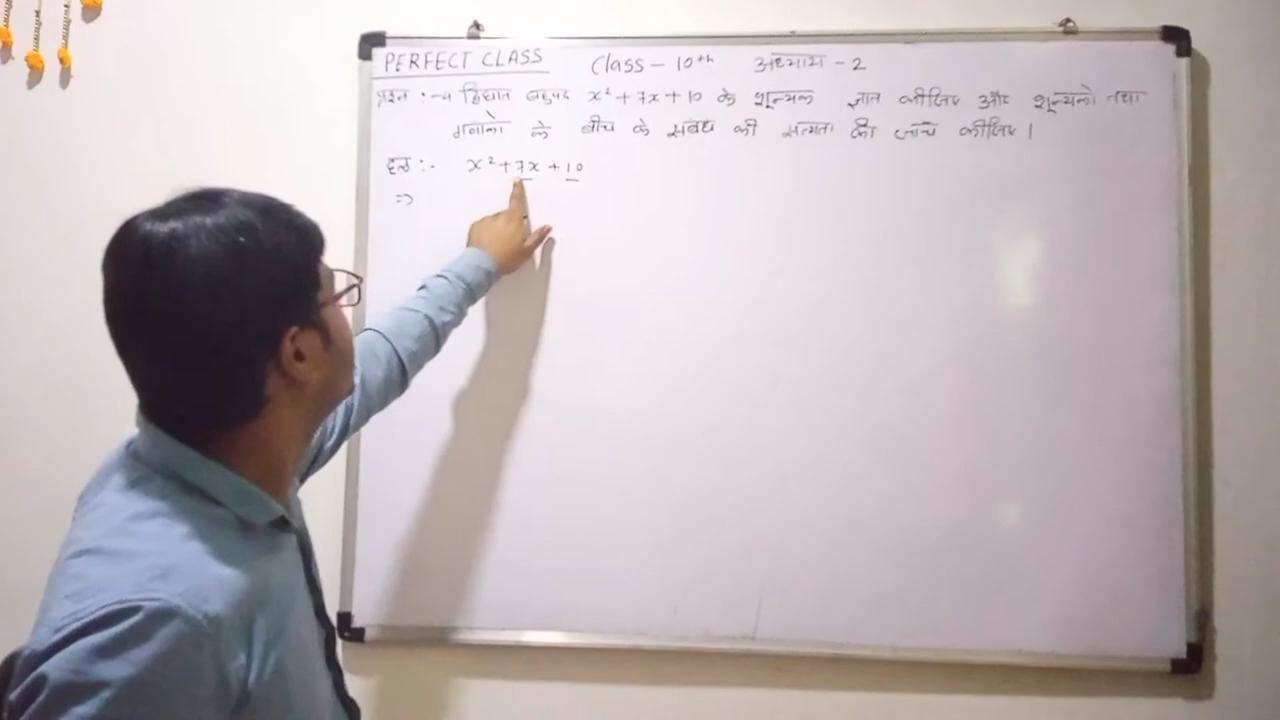 PERFECT CLASS Class - 10th अध्याय - 2
प्रश्न :- द्विघात बहुपद x² + 7x + 10 के शून्यक ज्ञात कीजिए और शून्यको तथा
गुणांको के बीच के संबंध की सत्यता की जाँच कीजिए।
हल :- x² + 7x + 10
=>